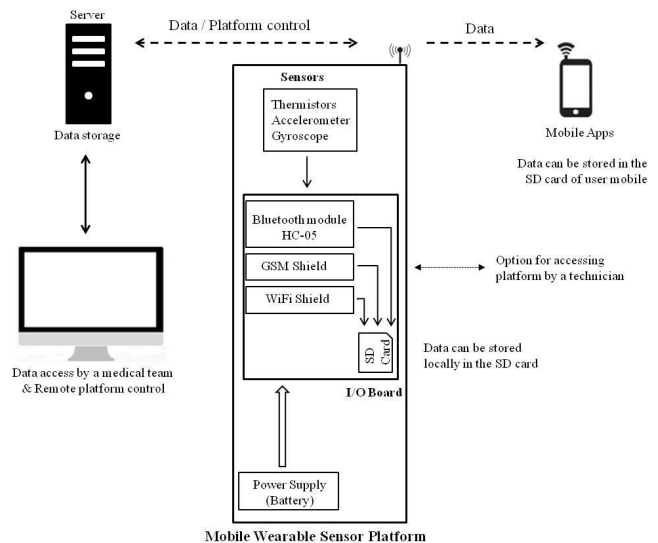 Server
Data / Platform control
Data
Data storage
Sensors
Thermistors
Accelerometer
Gyroscope
Mobile Apps
Data can be stored in the
SD card of user mobile
Bluetooth module
HC-05
GSM Shield
WiFi Shield
SD
Card
I/O Board
Option for accessing
platform by a technician
Data can be stored
locally in the SD card
Data access by a medical team
& Remote platform control
Power Supply
(Battery)
Mobile Wearable Sensor Platform